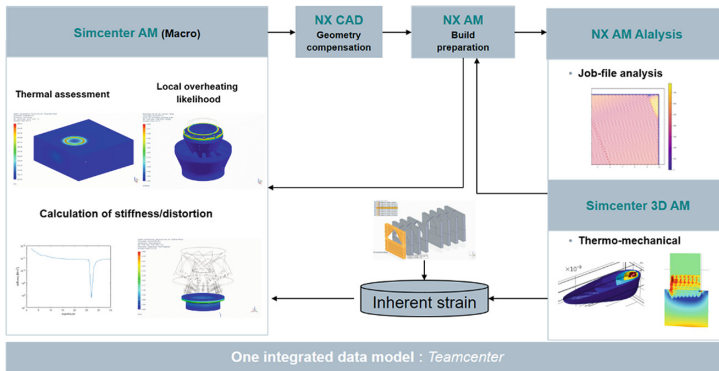 Simcenter AM (Macro)
NX CAD
Geometry
compensation
NX AM
Build
preparation
NX AM Alalysis
Thermal assessment
Local overheating
likelihood
• Job-file analysis
Calculation of stiffness/distortion
Simcenter 3D AM
• Thermo-mechanical
×10⁻³
Inherent strain
One integrated data model : Teamcenter